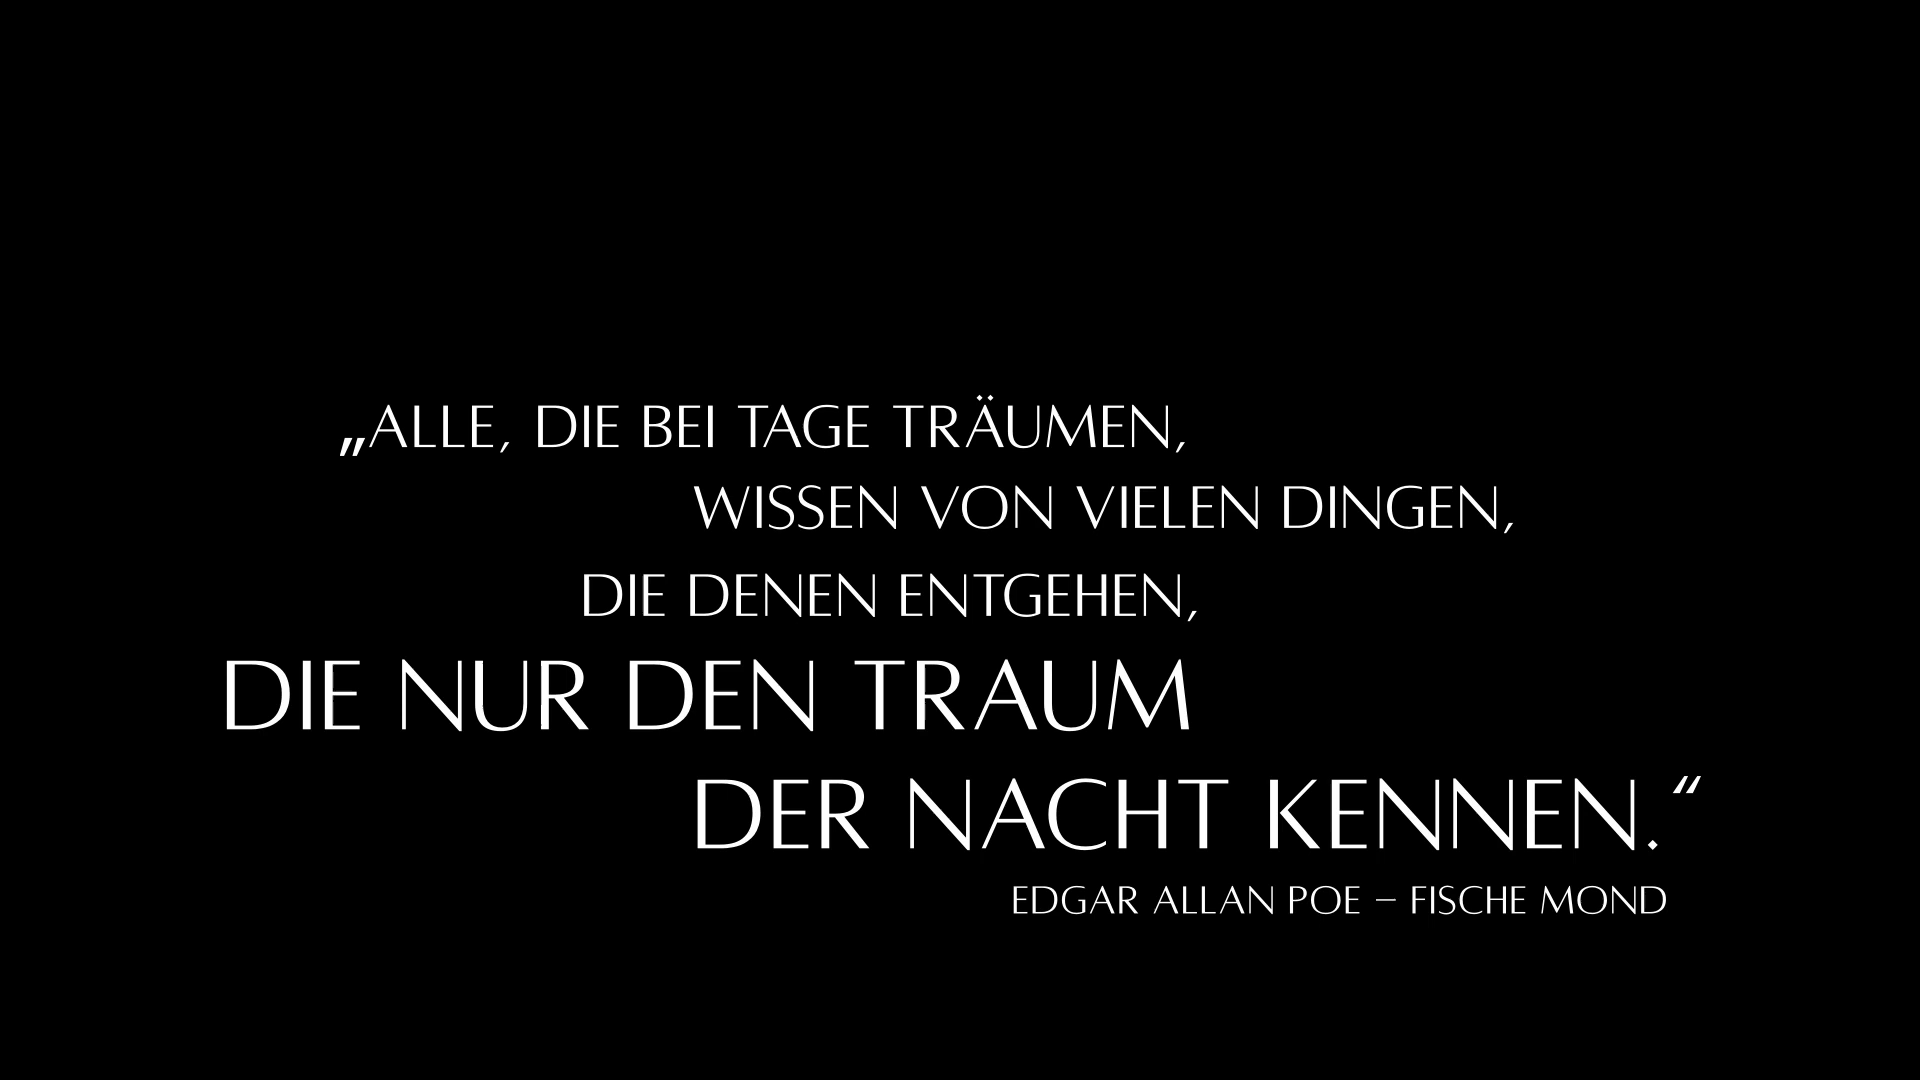 „ALLE, DIE BEI TAGE TRÄUMEN,
WISSEN VON VIELEN DINGEN,
DIE DENEN ENTGEHEN,
DIE NUR DEN TRAUM
DER NACHT KENNEN.“
EDGAR ALLAN POE – FISCHE MOND